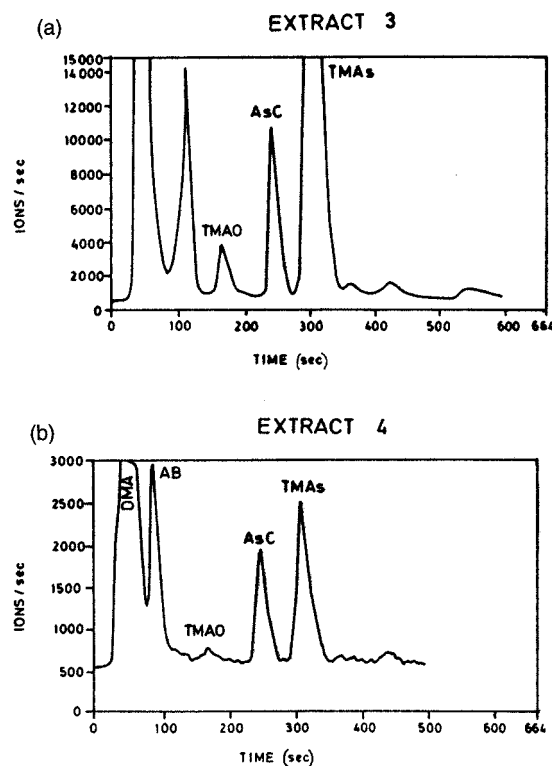 (a)
EXTRACT 3
15000
14000
12000
10000
8000
6000
4000
2000
0
IONS / sec
TMAO
AsC
TMAs
0 100 200 300 400 500 600 664
TIME (sec)
(b)
EXTRACT 4
3000
2500
2000
1500
1000
500
0
IONS / sec
DMA
AB
TMAO
AsC
TMAs
0 100 200 300 400 500 664
TIME (sec)